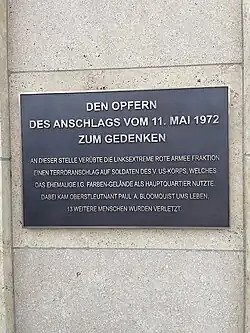 DEN OPFERN
DES ANSCHLAGS VOM 11. MAI 1972
ZUM GEDENKEN
AN DIESER STELLE VERÜBTE DIE LINKSEXTREME ROTE ARMEE FRAKTION
EINEN TERRORANSCHLAG AUF SOLDATEN DES V. US-KORPS, WELCHES
DAS EHEMALIGE I.G. FARBEN-GELÄNDE ALS HAUPTQUARTIER NUTZTE.
DABEI KAM OBERSTLEUTNANT PAUL A. BLOOMQUIST UMS LEBEN.
13 WEITERE MENSCHEN WURDEN VERLETZT.